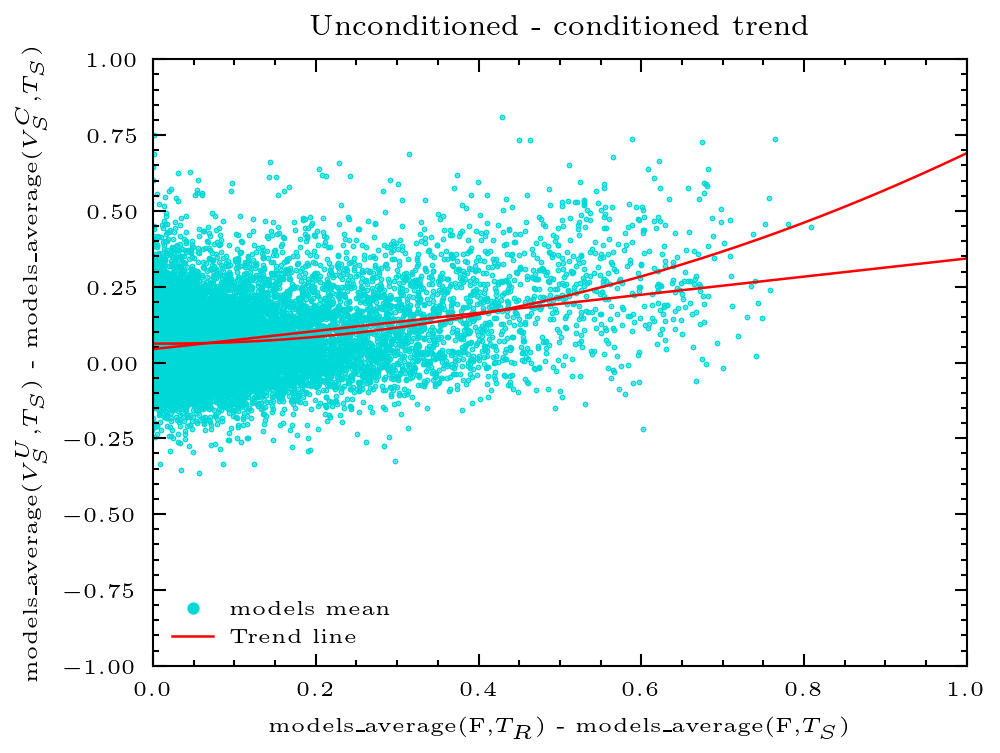 Unconditioned - conditioned trend
models_average(V_S^U,T_S) - models_average(V_S^C,T_S)
1.00
0.75
0.50
0.25
0.00
−0.25
−0.50
−0.75
−1.00
models mean
Trend line
0.0 0.2 0.4 0.6 0.8 1.0
models_average(F,T_R) - models_average(F,T_S)